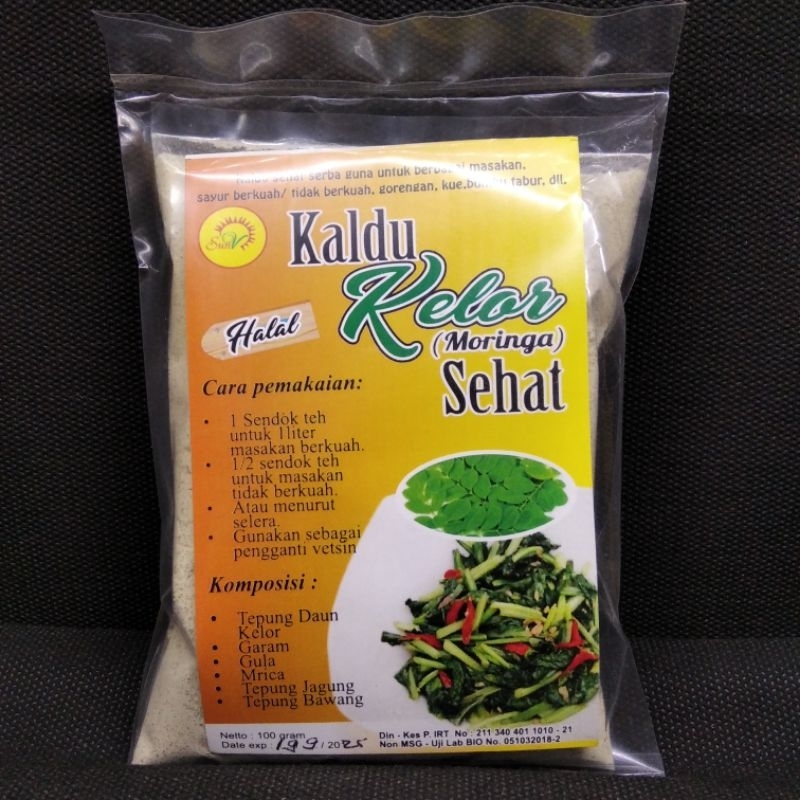 Kaldu sehat serba guna untuk berbagai masakan,
sayur berkuah/ tidak berkuah, gorengan, kue,bumbu tabur, dll.
SunV
Kaldu
Kelor
(Moringa)
Sehat
Halal
Cara pemakaian:
• 1 Sendok teh
untuk 1liter
masakan berkuah.
• 1/2 sendok teh
untuk masakan
tidak berkuah.
• Atau menurut
selera.
• Gunakan sebagai
pengganti vetsin
Komposisi :
• Tepung Daun
Kelor
• Garam
• Gula
• Mrica
• Tepung Jagung
• Tepung Bawang
Netto : 100 gram
Date exp : / 2025
Din - Kes P. IRT No : 211 340 401 1010 - 21
Non MSG - Uji Lab BIO No. 051032018-2